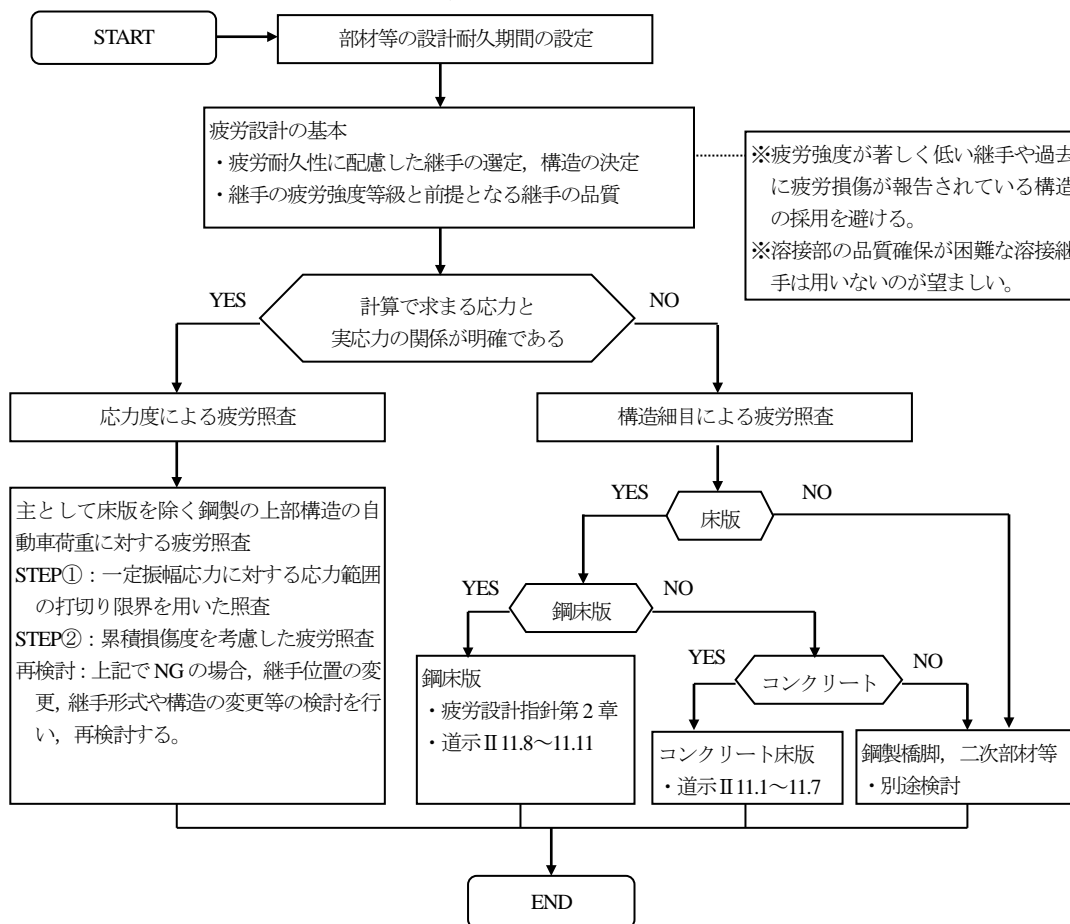 START
部材等の設計耐久期間の設定
疲労設計の基本
・疲労耐久性に配慮した継手の選定，構造の決定
・継手の疲労強度等級と前提となる継手の品質
※疲労強度が著しく低い継手や過去
に疲労損傷が報告されている構造
の採用を避ける。
※溶接部の品質確保が困難な溶接継
手は用いないのが望ましい。
YES
計算で求まる応力と
実応力の関係が明確である
NO
応力度による疲労照査
構造細目による疲労照査
主として床版を除く鋼製の上部構造の自
動車荷重に対する疲労照査
STEP①：一定振幅応力に対する応力範囲
の打切り限界を用いた照査
STEP②：累積損傷度を考慮した疲労照査
再検討：上記で NG の場合，継手位置の変
更，継手形式や構造の変更等の検討を行
い，再検討する。
YES
床版
NO
YES
鋼床版
NO
YES
コンクリート
NO
鋼床版
・疲労設計指針第 2 章
・道示Ⅱ11.8～11.11
コンクリート床版
・道示Ⅱ11.1～11.7
鋼製橋脚，二次部材等
・別途検討
END